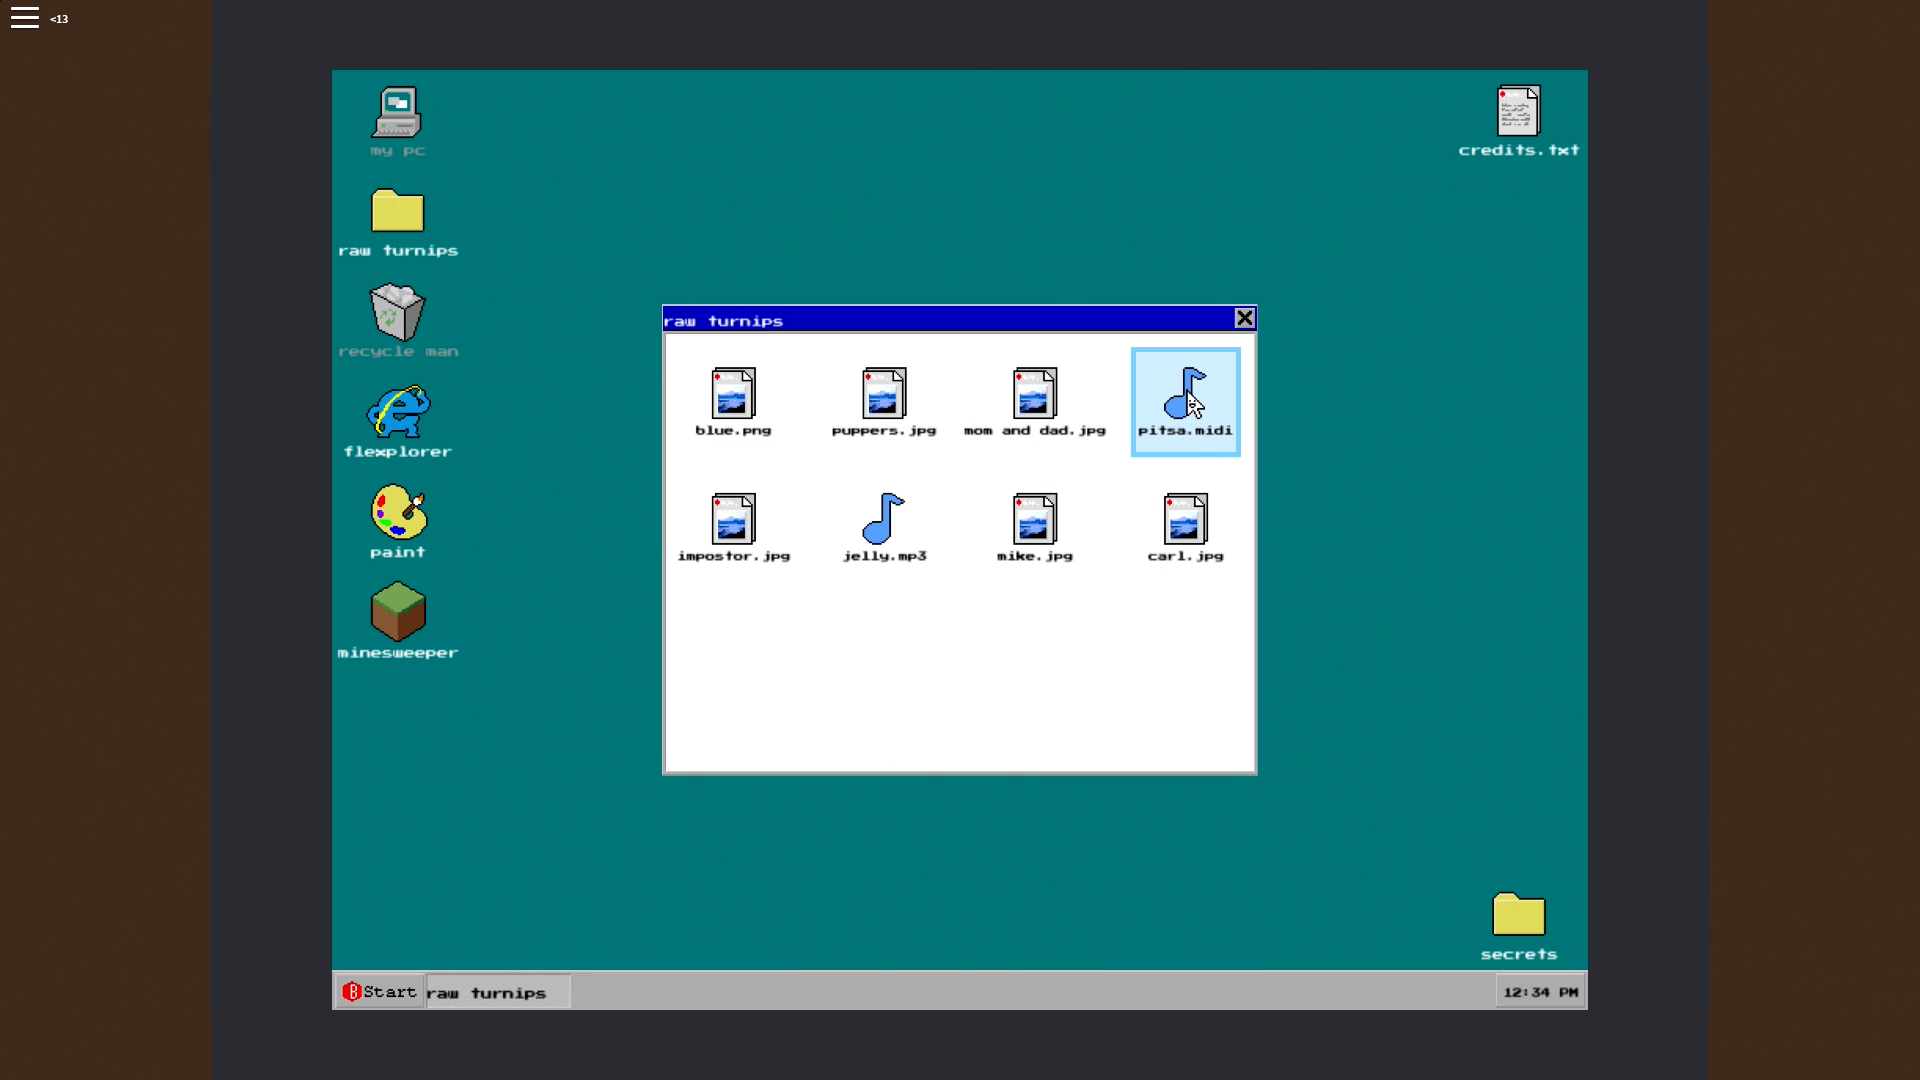 <13
my pc
credits.txt
raw turnips
recycle man
flexplorer
paint
minesweeper
raw turnips
blue.png
puppers.jpg
mom and dad.jpg
pitsa.midi
impostor.jpg
jelly.mp3
mike.jpg
carl.jpg
secrets
Start
raw turnips
12:34 PM